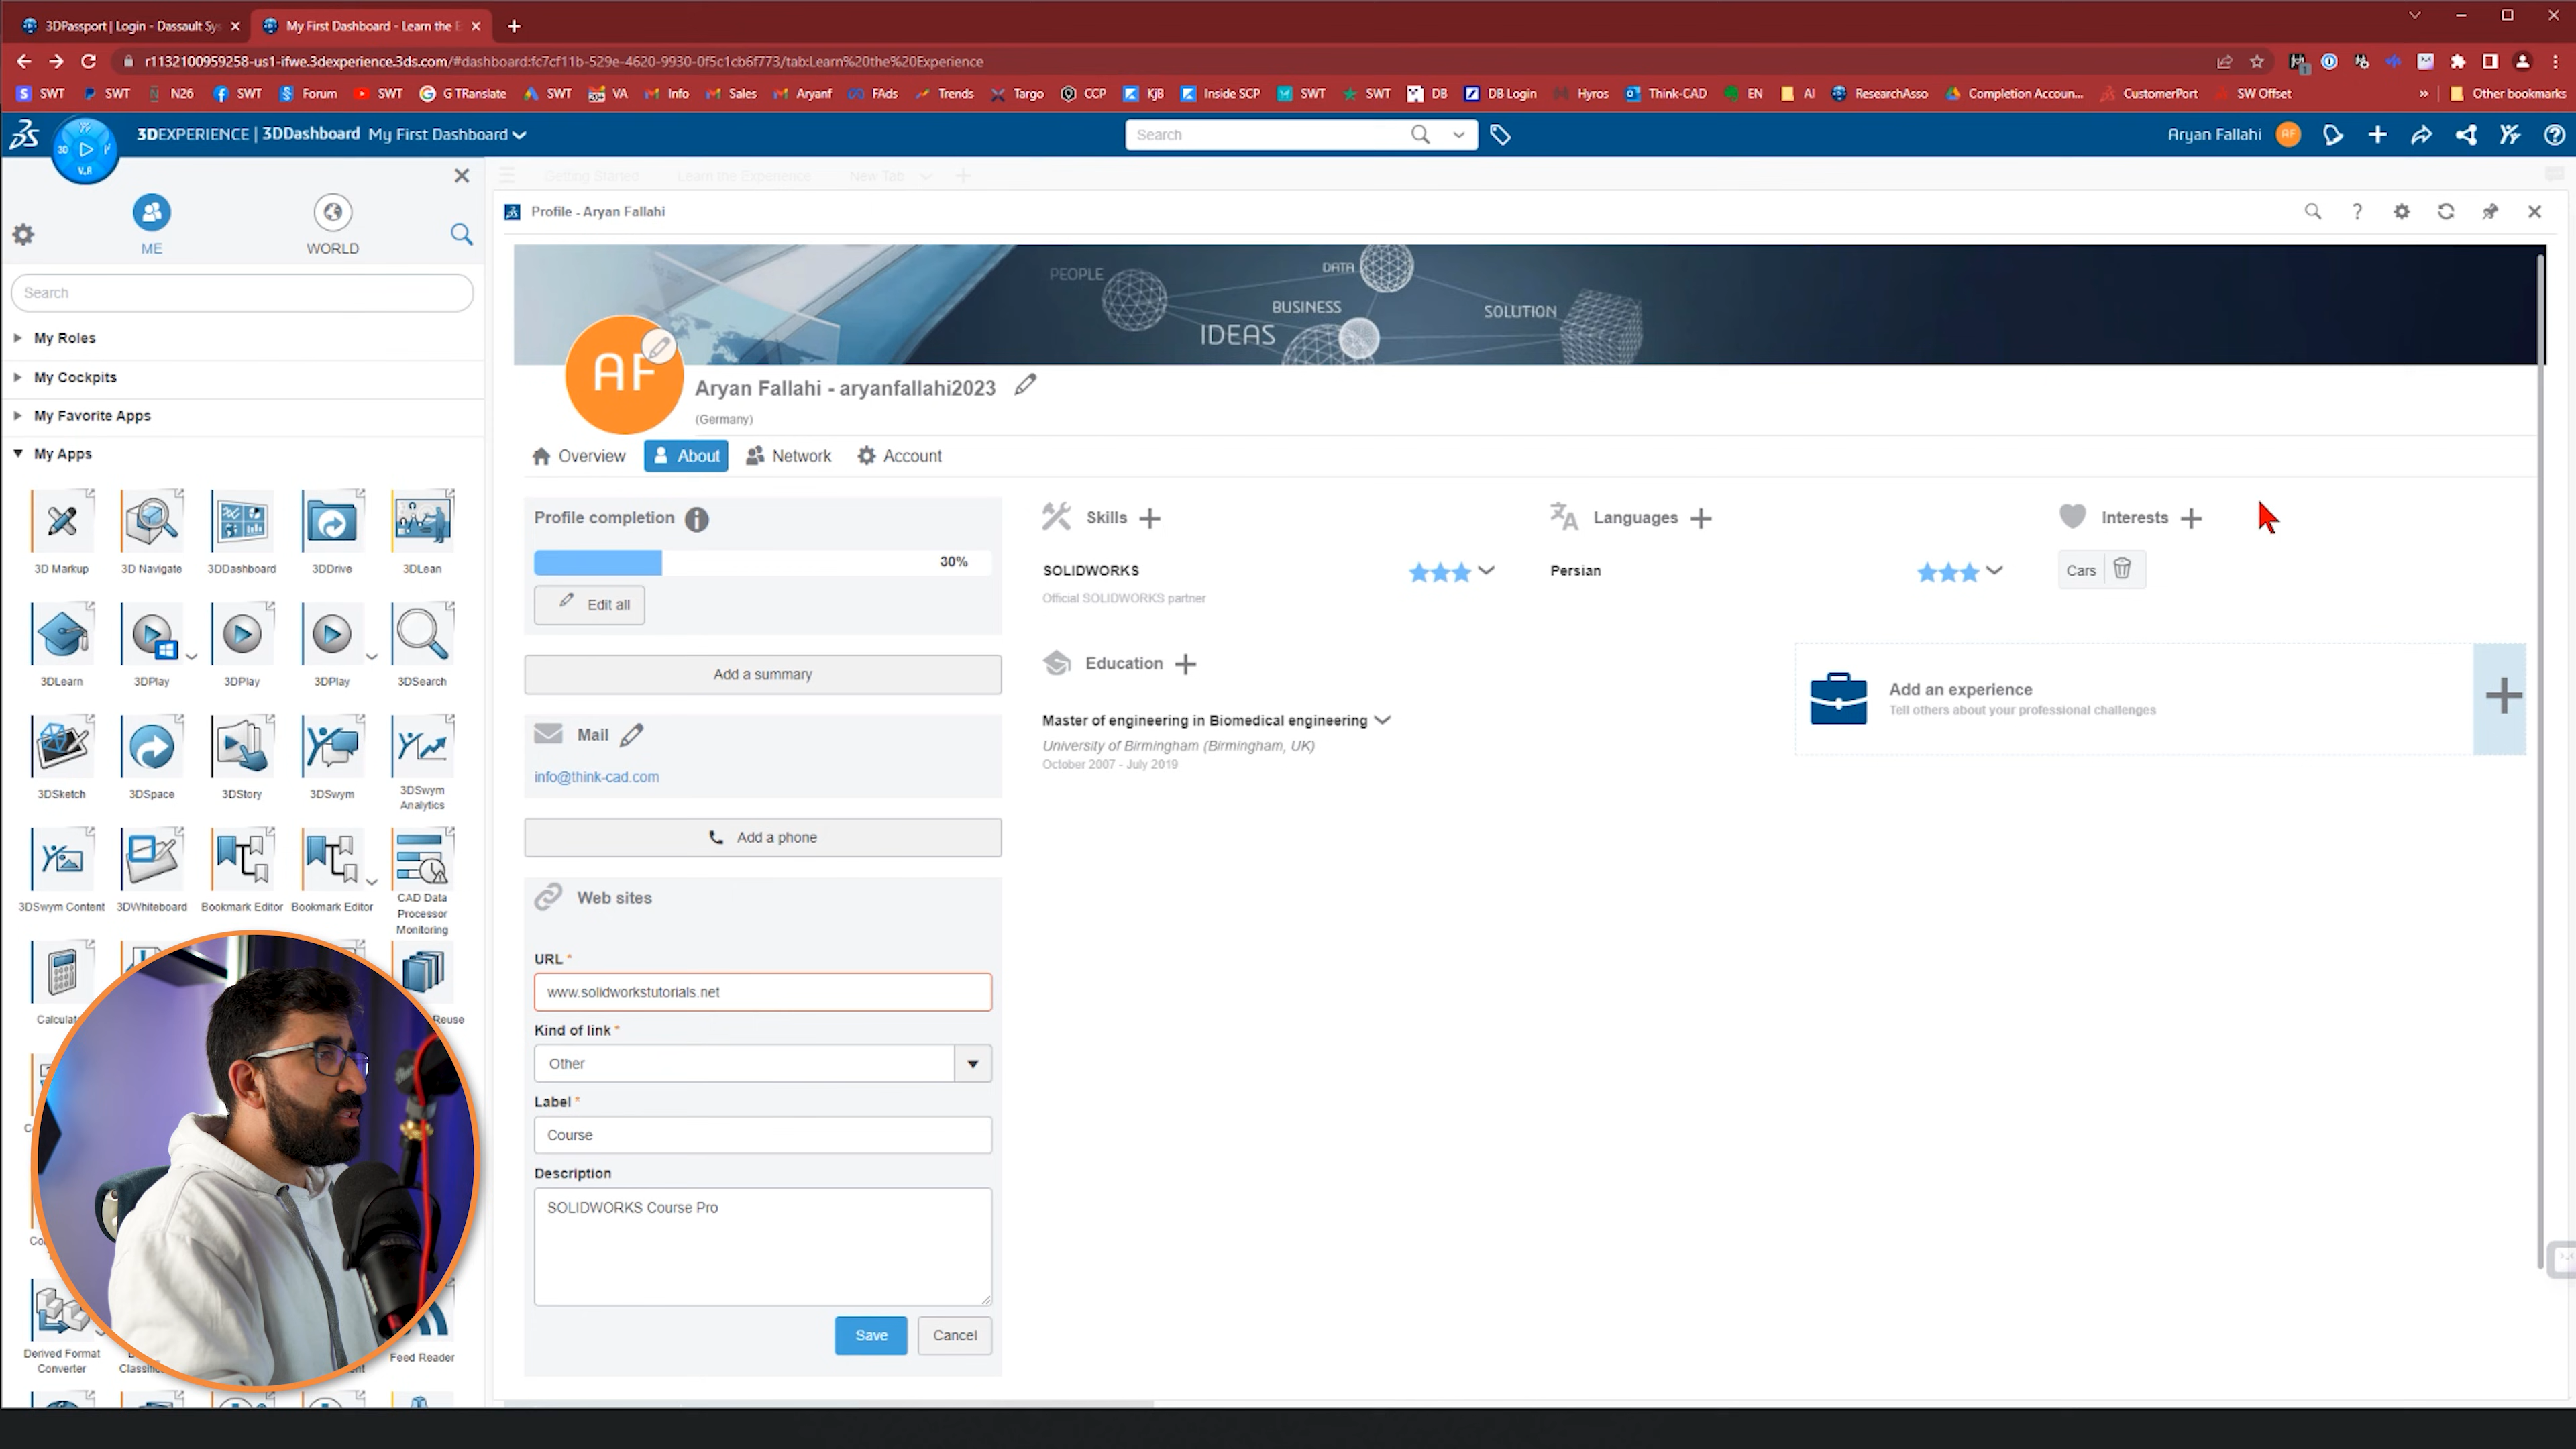 3DPassport | Login - Dassault Sys
My First Dashboard - Learn the E
r1132100959258-us1-ifwe.3dexperience.3ds.com/#dashboard:fc7cf11b-529e-4620-9930-0f5c1cb6f773/tab:Learn%20the%20Experience
SWT SWT N26 SWT Forum SWT G TRanslate SWT VA Info Sales Aryanf FAds Trends Targo CCP KJB Inside SCP SWT SWT DB DB Login Hyros Think-CAD EN AI ResearchAsso Completion Accoun... CustomerPort SW Offset » Other bookmarks
3DEXPERIENCE | 3DDashboard My First Dashboard
Search
Aryan Fallahi AF
3D
V.R
Getting Started Learn the Experience New Tab
ME
WORLD
Search
My Roles
My Cockpits
My Favorite Apps
My Apps
3D Markup 3D Navigate 3DDashboard 3DDrive 3DLean
3DLearn 3DPlay 3DPlay 3DPlay 3DSearch
3DSketch 3DSpace 3DStory 3DSwym 3DSwym Analytics
3DSwym Content 3DWhiteboard Bookmark Editor Bookmark Editor CAD Data Processor Monitoring
Reuse
Derived Format Converter
Feed Reader
Profile - Aryan Fallahi
PEOPLE
DATA
BUSINESS
IDEAS
SOLUTION
AF
Aryan Fallahi - aryanfallahi2023
(Germany)
Overview About Network Account
Profile completion
30%
Edit all
Add a summary
Mail
info@think-cad.com
Add a phone
Web sites
URL *
www.solidworkstutorials.net
Kind of link *
Other
Label *
Course
Description
SOLIDWORKS Course Pro
Save Cancel
Skills
SOLIDWORKS
Official SOLIDWORKS partner
Languages
Persian
Interests
Cars
Education
Master of engineering in Biomedical engineering
University of Birmingham (Birmingham, UK)
October 2007 - July 2019
Add an experience
Tell others about your professional challenges